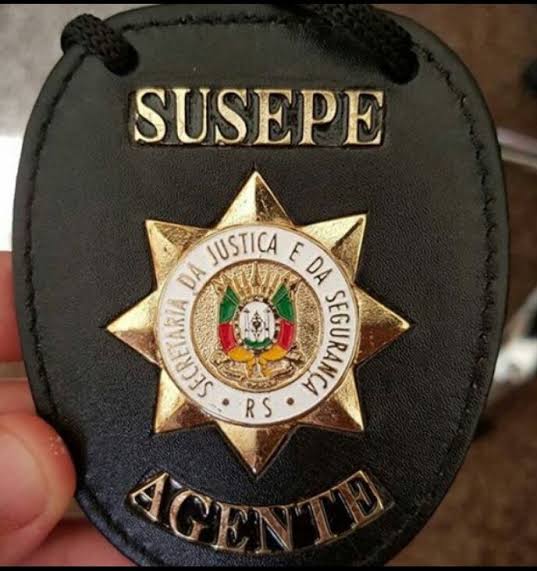 SUSEPE
SECRETARIA DA JUSTIÇA E DA SEGURANÇA
• RS •
AGENTE